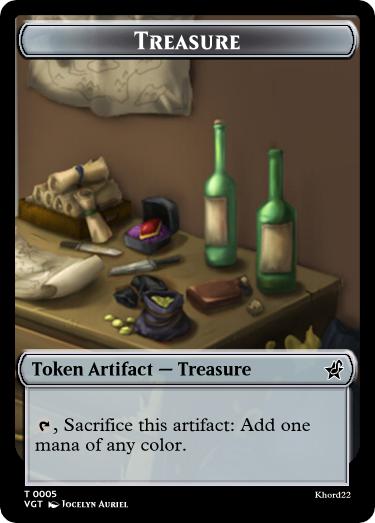 Treasure
Token Artifact — Treasure
, Sacrifice this artifact: Add one
mana of any color.
T 0005
VGT Jocelyn Auriel
Khord22